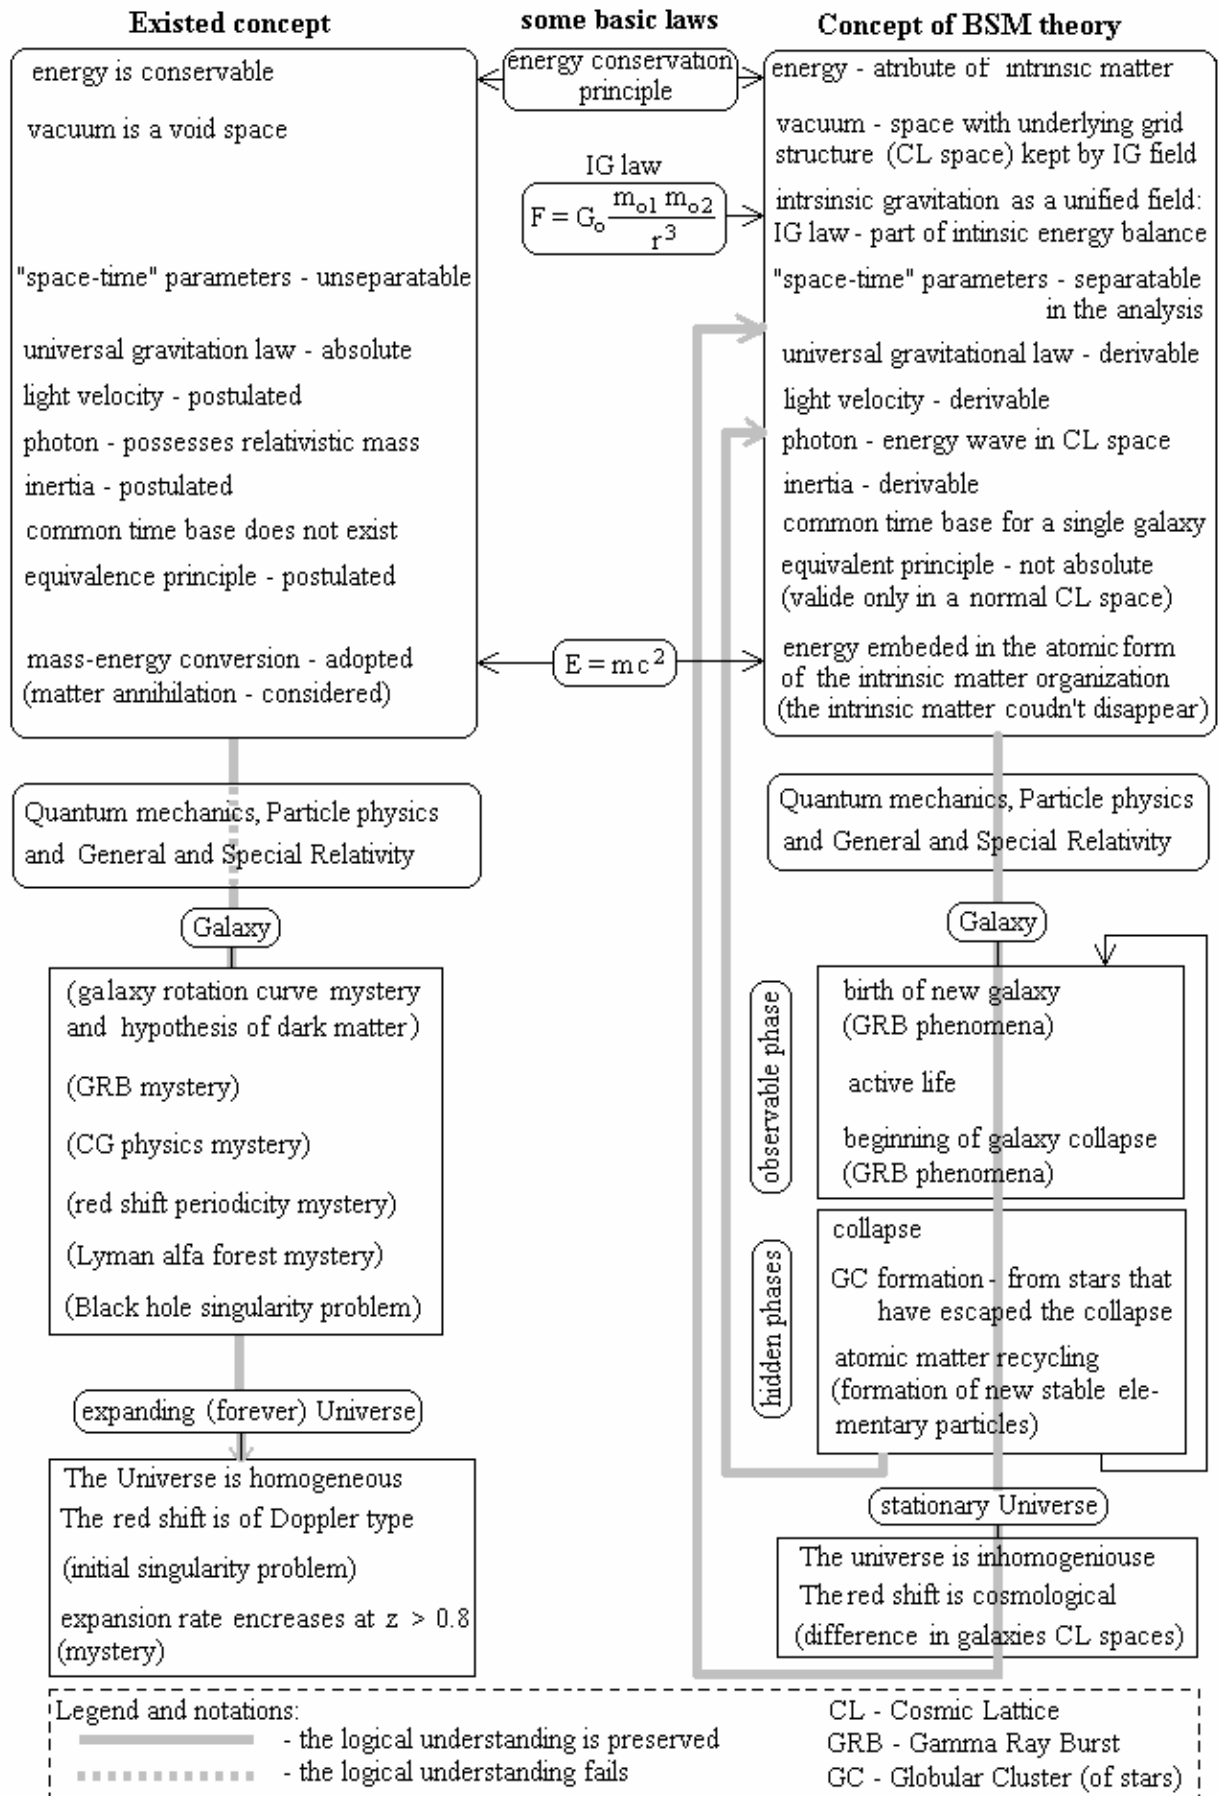 Existed concept
some basic laws
Concept of BSM theory
energy is conservable
vacuum is a void space
"space-time" parameters - unseparatable
universal gravitation law - absolute
light velocity - postulated
photon - possesses relativistic mass
inertia - postulated
common time base does not exist
equivalence principle - postulated
mass-energy conversion - adopted
(matter annihilation - considered)
energy conservation
principle
IG law
F = G_o m_o1 m_o2 / r^3
E = mc^2
energy - atribute of intrinsic matter
vacuum - space with underlying grid
structure (CL space) kept by IG field
intrsinsic gravitation as a unified field:
IG law - part of intinsic energy balance
"space-time" parameters - separatable
in the analysis
universal gravitational law - derivable
light velocity - derivable
photon - energy wave in CL space
inertia - derivable
common time base for a single galaxy
equivalent principle - not absolute
(valide only in a normal CL space)
energy embeded in the atomic form
of the intrinsic matter organization
(the intrinsic matter coudn't disappear)
Quantum mechanics, Particle physics
and General and Special Relativity
Galaxy
(galaxy rotation curve mystery
and hypothesis of dark matter)
(GRB mystery)
(CG physics mystery)
(red shift periodicity mystery)
(Lyman alfa forest mystery)
(Black hole singularity problem)
expanding (forever) Universe
The Universe is homogeneous
The red shift is of Doppler type
(initial singularity problem)
expansion rate encreases at z > 0.8
(mystery)
Quantum mechanics, Particle physics
and General and Special Relativity
Galaxy
observable phase
birth of new galaxy
(GRB phenomena)
active life
beginning of galaxy collapse
(GRB phenomena)
hidden phases
collapse
GC formation - from stars that
have escaped the collapse
atomic matter recycling
(formation of new stable ele-
mentary particles)
stationary Universe
The universe is inhomogeniouse
The red shift is cosmological
(difference in galaxies CL spaces)
Legend and notations:
- the logical understanding is preserved
- the logical understanding fails
CL - Cosmic Lattice
GRB - Gamma Ray Burst
GC - Globular Cluster (of stars)